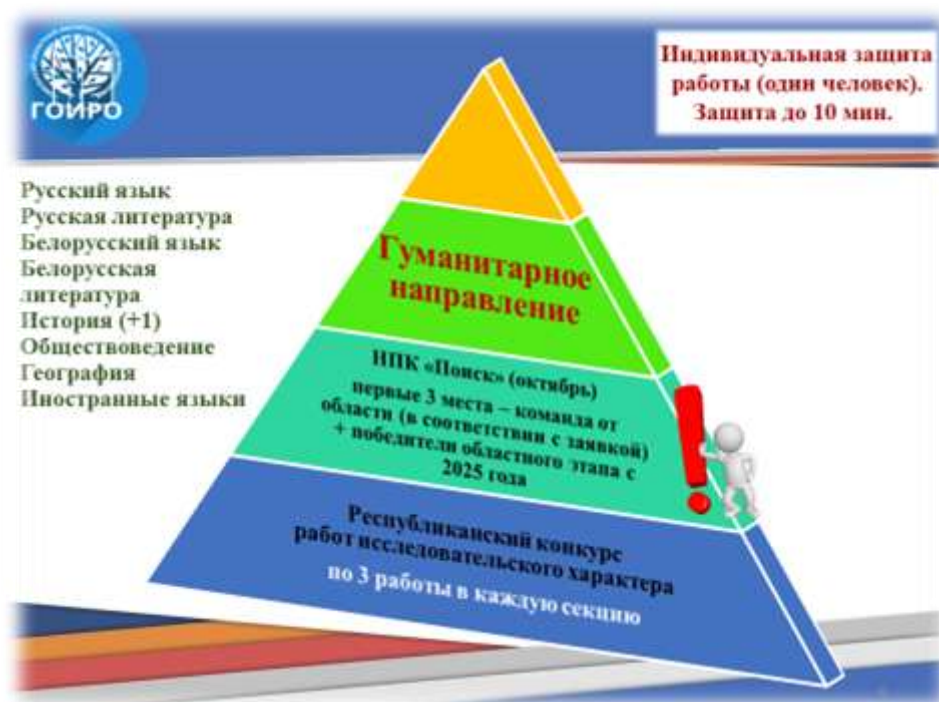 ГОИРО
Индивидуальная защита
работы (один человек).
Защита до 10 мин.
Русский язык
Русская литература
Белорусский язык
Белорусская
литература
История (+1)
Обществоведение
География
Иностранные языки
Гуманитарное
направление
НПК «Поиск» (октябрь)
первые 3 места – команда от
области (в соответствии с заявкой)
+ победители областного этапа с
2025 года
Республиканский конкурс
работ исследовательского характера
по 3 работы в каждую секцию